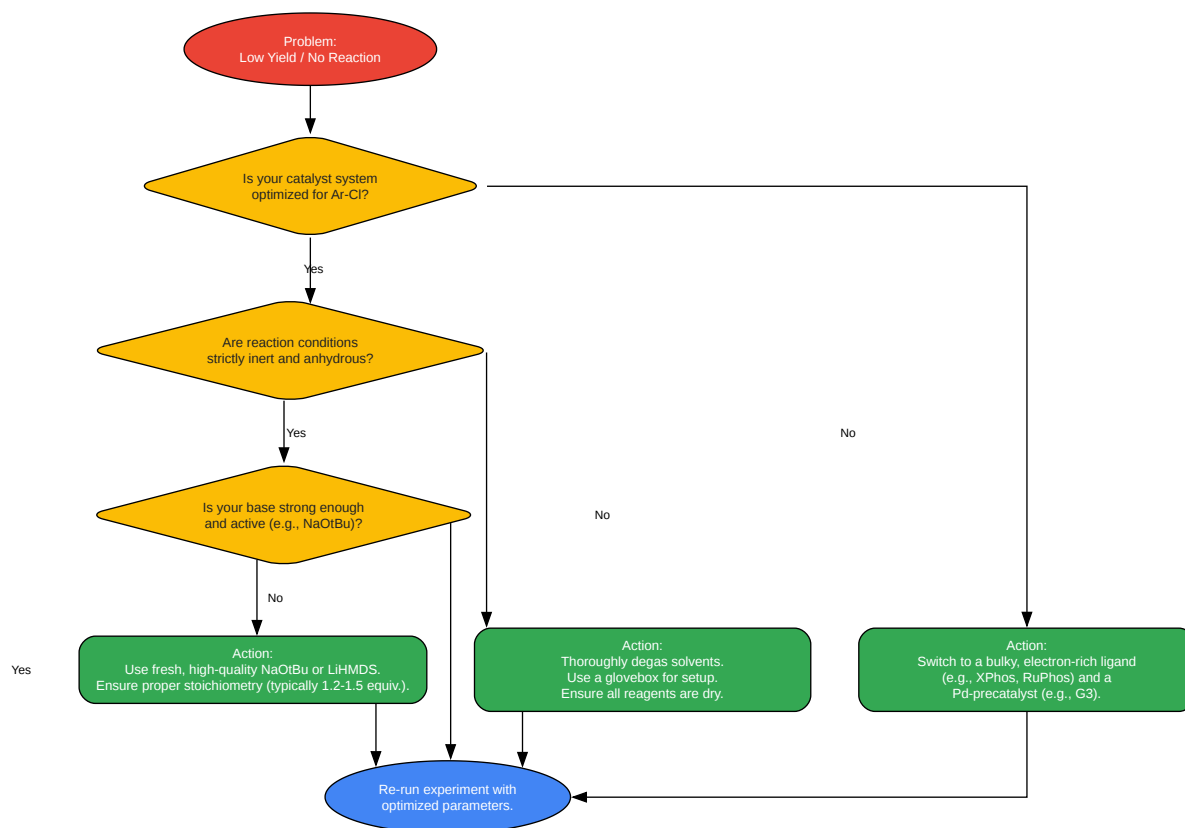 Problem:
Low Yield / No Reaction
Is your catalyst system
optimized for Ar-Cl?
Yes
Are reaction conditions
strictly inert and anhydrous?
Yes
No
Is your base strong enough
and active (e.g., NaOtBu)?
No
No
Yes
Action:
Use fresh, high-quality NaOtBu or LiHMDS.
Ensure proper stoichiometry (typically 1.2-1.5 equiv.).
Action:
Thoroughly degas solvents.
Use a glovebox for setup.
Ensure all reagents are dry.
Action:
Switch to a bulky, electron-rich ligand
(e.g., XPhos, RuPhos) and a
Pd-precatalyst (e.g., G3).
Re-run experiment with
optimized parameters.